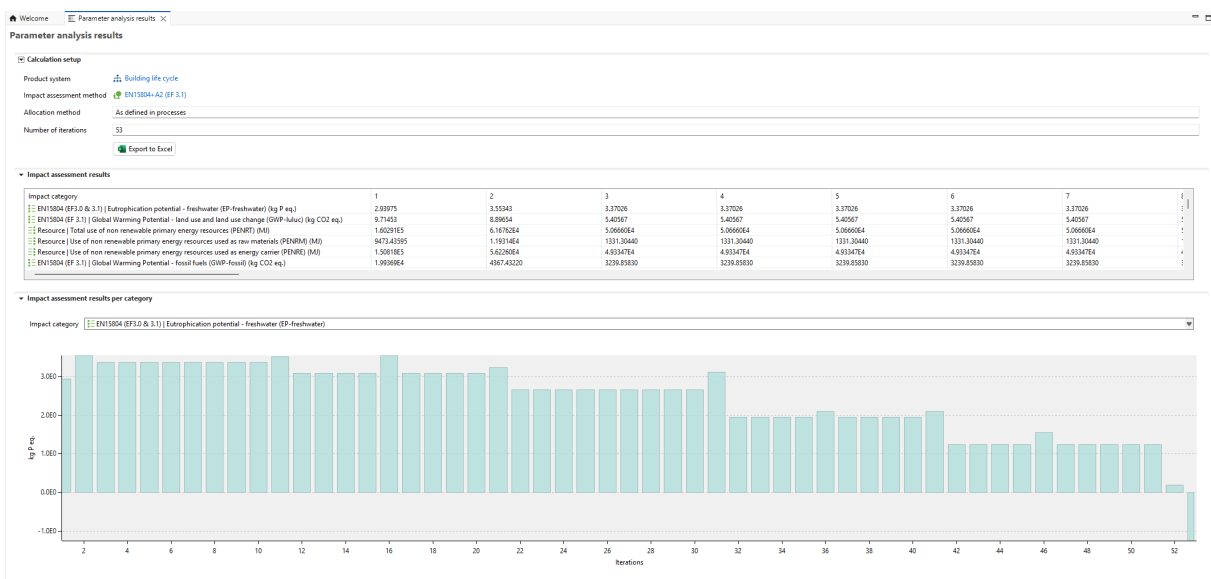 Welcome
Parameter analysis results
Parameter analysis results
Calculation setup
Product system Building life cycle
Impact assessment method EN15804+A2 (EF 3.1)
Allocation method As defined in processes
Number of iterations 53
Export to Excel
Impact assessment results
Impact category 1 2 3 4 5 6 7 8
EN15804 (EF3.0 & 3.1) | Eutrophication potential - freshwater (EP-freshwater) (kg P eq.) 2.93975 3.55343 3.37026 3.37026 3.37026 3.37026 3.37026
EN15804 (EF 3.1) | Global Warming Potential - land use and land use change (GWP-luluc) (kg CO2 eq.) 9.71453 8.89654 5.40567 5.40567 5.40567 5.40567 5.40567
Resource | Total use of non renewable primary energy resources (PENRT) (MJ) 1.60291E5 6.16762E4 5.06660E4 5.06660E4 5.06660E4 5.06660E4 5.06660E4
Resource | Use of non renewable primary energy resources used as raw materials (PENRM) (MJ) 9473.43595 1.19314E4 1331.30440 1331.30440 1331.30440 1331.30440 1331.30440
Resource | Use of non renewable primary energy resources used as energy carrier (PENRE) (MJ) 1.50818E5 5.62260E4 4.93347E4 4.93347E4 4.93347E4 4.93347E4 4.93347E4
EN15804 (EF 3.1) | Global Warming Potential - fossil fuels (GWP-fossil) (kg CO2 eq.) 1.99369E4 4367.43220 3239.85830 3239.85830 3239.85830 3239.85830 3239.85830
Impact assessment results per category
Impact category EN15804 (EF3.0 & 3.1) | Eutrophication potential - freshwater (EP-freshwater)
3.0E0
2.0E0
kg P eq.
1.0E0
0.0E0
-1.0E0
2 4 6 8 10 12 14 16 18 20 22 24 26 28 30 32 34 36 38 40 42 44 46 48 50 52
Iterations